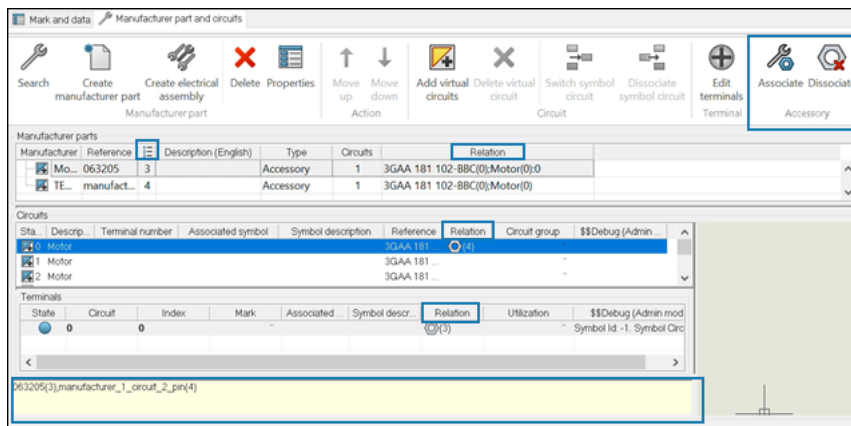 Mark and data Manufacturer part and circuits
Search Create manufacturer part Create electrical assembly Delete Properties Move up Move down Add virtual circuits Delete virtual circuit Switch symbol circuit Dissociate symbol circuit Edit terminals Associate Dissociat
Manufacturer part Action Circuit Terminal Accessory
Manufacturer parts
Manufacturer Reference Description (English) Type Circuits Relation
Mo... 063205 3 Accessory 1 3GAA 181 102-BBC(0);Motor(0):0
TE... manufact... 4 Accessory 1 3GAA 181 102-BBC(0);Motor(0)
Circuits
Sta... Descrip... Terminal number Associated symbol Symbol description Reference Relation Circuit group $$Debug (Admin ...
0 Motor 3GAA 181 ... (4)
1 Motor 3GAA 181 ...
2 Motor 3GAA 181 ...
Terminals
State Circuit Index Mark Associated ... Symbol descr... Relation Utilization $$Debug (Admin mod
0 0 (3) Symbol Id: -1. Symbol Circ
063205(3),manufacturer_1_circuit_2_pin(4)